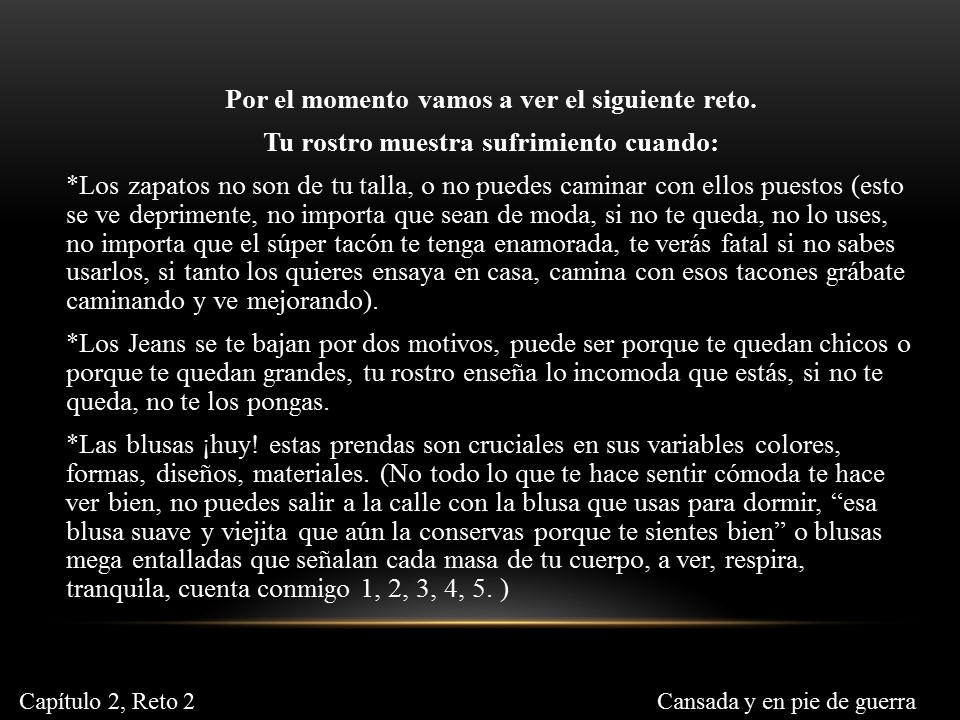 Por el momento vamos a ver el siguiente reto.
Tu rostro muestra sufrimiento cuando:
*Los zapatos no son de tu talla, o no puedes caminar con ellos puestos (esto
se ve deprimente, no importa que sean de moda, si no te queda, no lo uses,
no importa que el súper tacón te tenga enamorada, te verás fatal si no sabes
usarlos, si tanto los quieres ensaya en casa, camina con esos tacones grábate
caminando y ve mejorando).
*Los Jeans se te bajan por dos motivos, puede ser porque te quedan chicos o
porque te quedan grandes, tu rostro enseña lo incomoda que estás, si no te
queda, no te los pongas.
*Las blusas ¡huy! estas prendas son cruciales en sus variables colores,
formas, diseños, materiales. (No todo lo que te hace sentir cómoda te hace
ver bien, no puedes salir a la calle con la blusa que usas para dormir, “esa
blusa suave y viejita que aún la conservas porque te sientes bien” o blusas
mega entalladas que señalan cada masa de tu cuerpo, a ver, respira,
tranquila, cuenta conmigo 1, 2, 3, 4, 5. )
Capítulo 2, Reto 2
Cansada y en pie de guerra